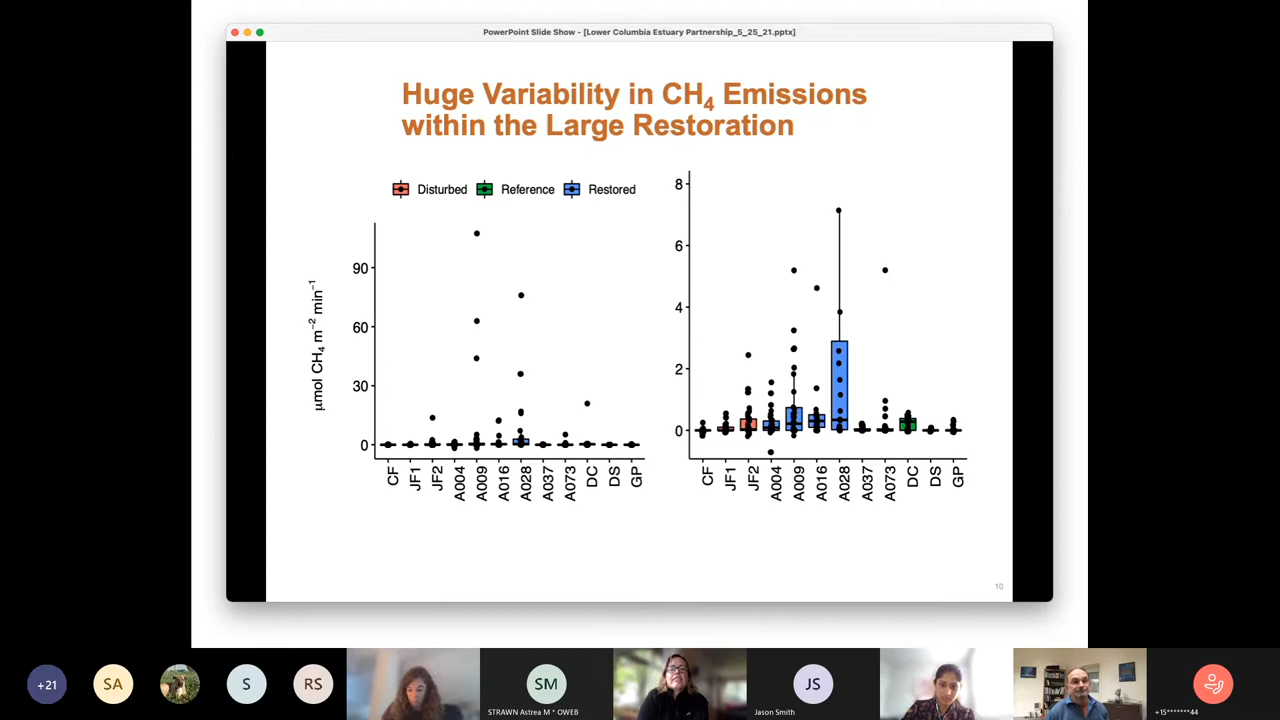 PowerPoint Slide Show - [Lower Columbia Estuary Partnership_5_25_21.pptx]
Huge Variability in CH₄ Emissions
within the Large Restoration
Disturbed Reference Restored
µmol CH₄ m⁻² min⁻¹
90
60
30
0
CF JF1 JF2 A004 A009 A016 A028 A037 A073 DC DS GP
8
6
4
2
0
CF JF1 JF2 A004 A009 A016 A028 A037 A073 DC DS GP
10
+21 SA S RS SM JS
STRAWN Astrea M * OWEB Jason Smith +15*******44